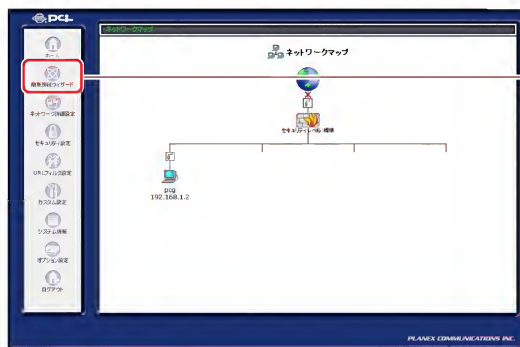 pci
ネットワークマップ
ネットワークマップ
ホーム
簡単接続ウィザード
ネットワーク詳細設定
セキュリティ設定
URLフィルタ設定
カスタム設定
システム情報
オプション設定
ログアウト
セキュリティレベル:標準
pcg
192.168.1.2
PLANEX COMMUNICATIONS INC.